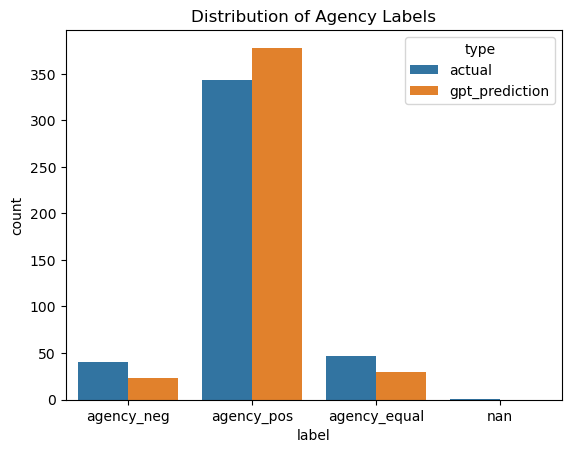 Distribution of Agency Labels
type
actual
gpt_prediction
count
350
300
250
200
150
100
50
0
agency_neg agency_pos agency_equal nan
label